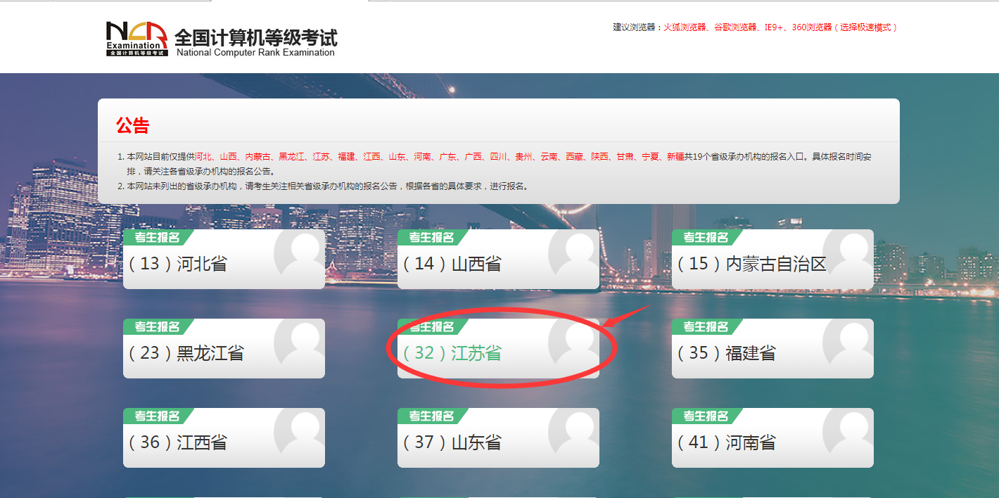 NCR
Examination
全国计算机等级考试
全国计算机等级考试
National Computer Rank Examination
建议浏览器：火狐浏览器、谷歌浏览器、IE9+、360浏览器（选择极速模式）
公告
1. 本网站目前仅提供河北、山西、内蒙古、黑龙江、江苏、福建、江西、山东、河南、广东、广西、四川、贵州、云南、西藏、陕西、甘肃、宁夏、新疆共19个省级承办机构的报名入口。具体报名时间安
排，请关注各省级承办机构的报名公告。
2. 本网站未列出的省级承办机构，请考生关注相关省级承办机构的报名公告，根据各省的具体要求，进行报名。
考生报名
（13）河北省
考生报名
（14）山西省
考生报名
（15）内蒙古自治区
考生报名
（23）黑龙江省
考生报名
（32）江苏省
考生报名
（35）福建省
考生报名
（36）江西省
考生报名
（37）山东省
考生报名
（41）河南省